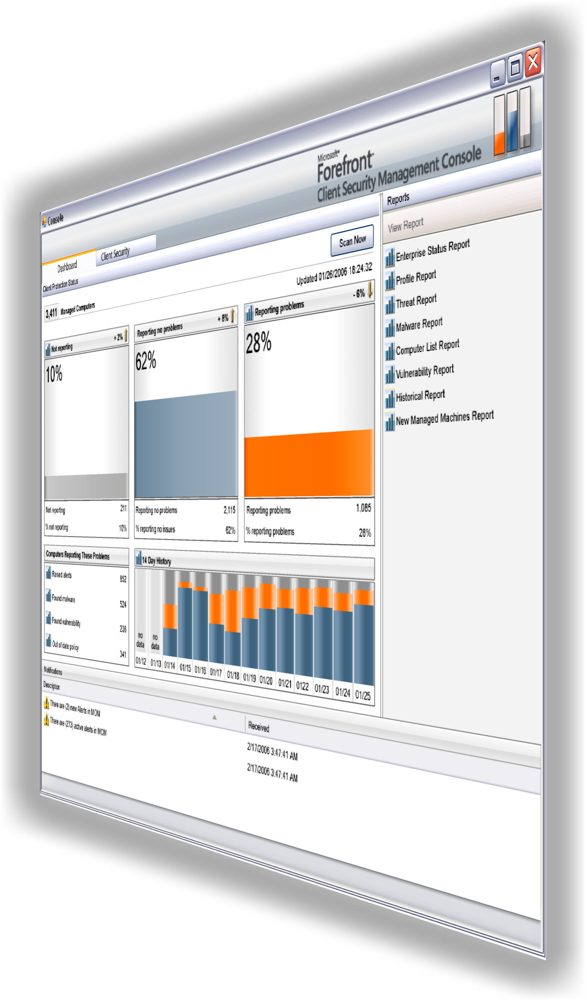 Console
Microsoft®
Forefront™
Client Security Management Console
Dashboard
Client Security
Client Protection Status
Scan Now
Updated 01/26/2006 18:24:32
3,411 Managed Computers
Not reporting + 2%
10%
Not reporting 211
% not reporting 10%
Reporting no problems + 8%
62%
Reporting no problems 2,115
% reporting no issues 62%
Reporting problems - 6%
28%
Reporting problems 1,085
% reporting problems 28%
Computers Reporting These Problems
Raised alerts 852
Found malware 524
Found vulnerability 236
Out of date policy 341
14 Day History
no data
no data
01/12 01/13 01/14 01/15 01/16 01/17 01/18 01/19 01/20 01/21 0122 01/23 01/24 01/25
Reports
View Report
Enterprise Status Report
Profile Report
Threat Report
Malware Report
Computer List Report
Vulnerability Report
Historical Report
New Managed Machines Report
Notifications
Description Received
There are (2) new Alerts in MOM 2/17/2006 3:47:41 AM
There are (273) active alerts in MOM 2/17/2006 3:47:41 AM